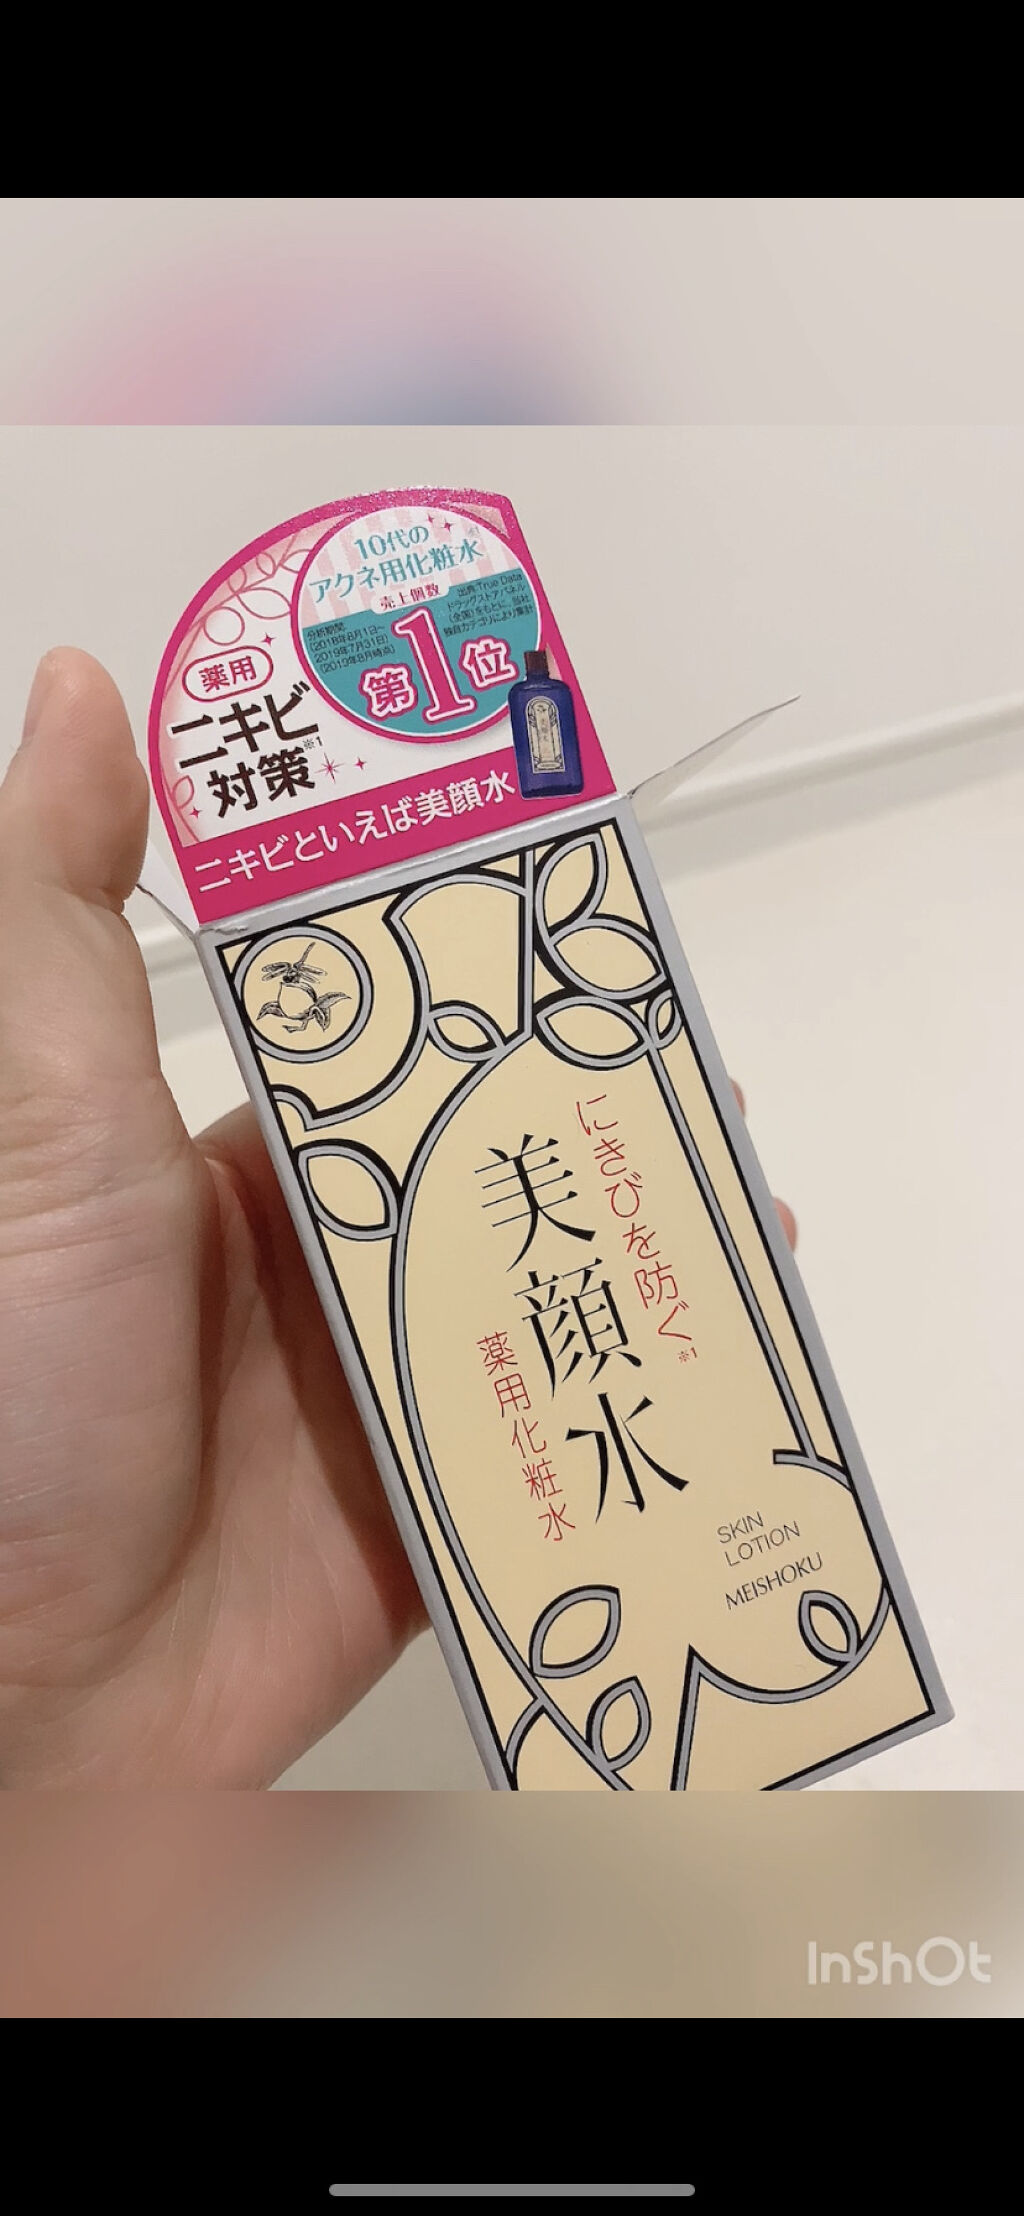 10代の
アクネ用化粧水
※1
売上個数
第1位
分析期間:
(2018年8月1日〜
2019年7月31日)
(2019年8月時点)
出典:True Data
ドラッグストアパネル
(全国)をもとに、当社
独自カテゴリにより集計
薬用
ニキビ
対策※1
ニキビといえば美顔水
にきびを防ぐ※1
美顔水
薬用化粧水
SKIN
LOTION
MEISHOKU
InShOt